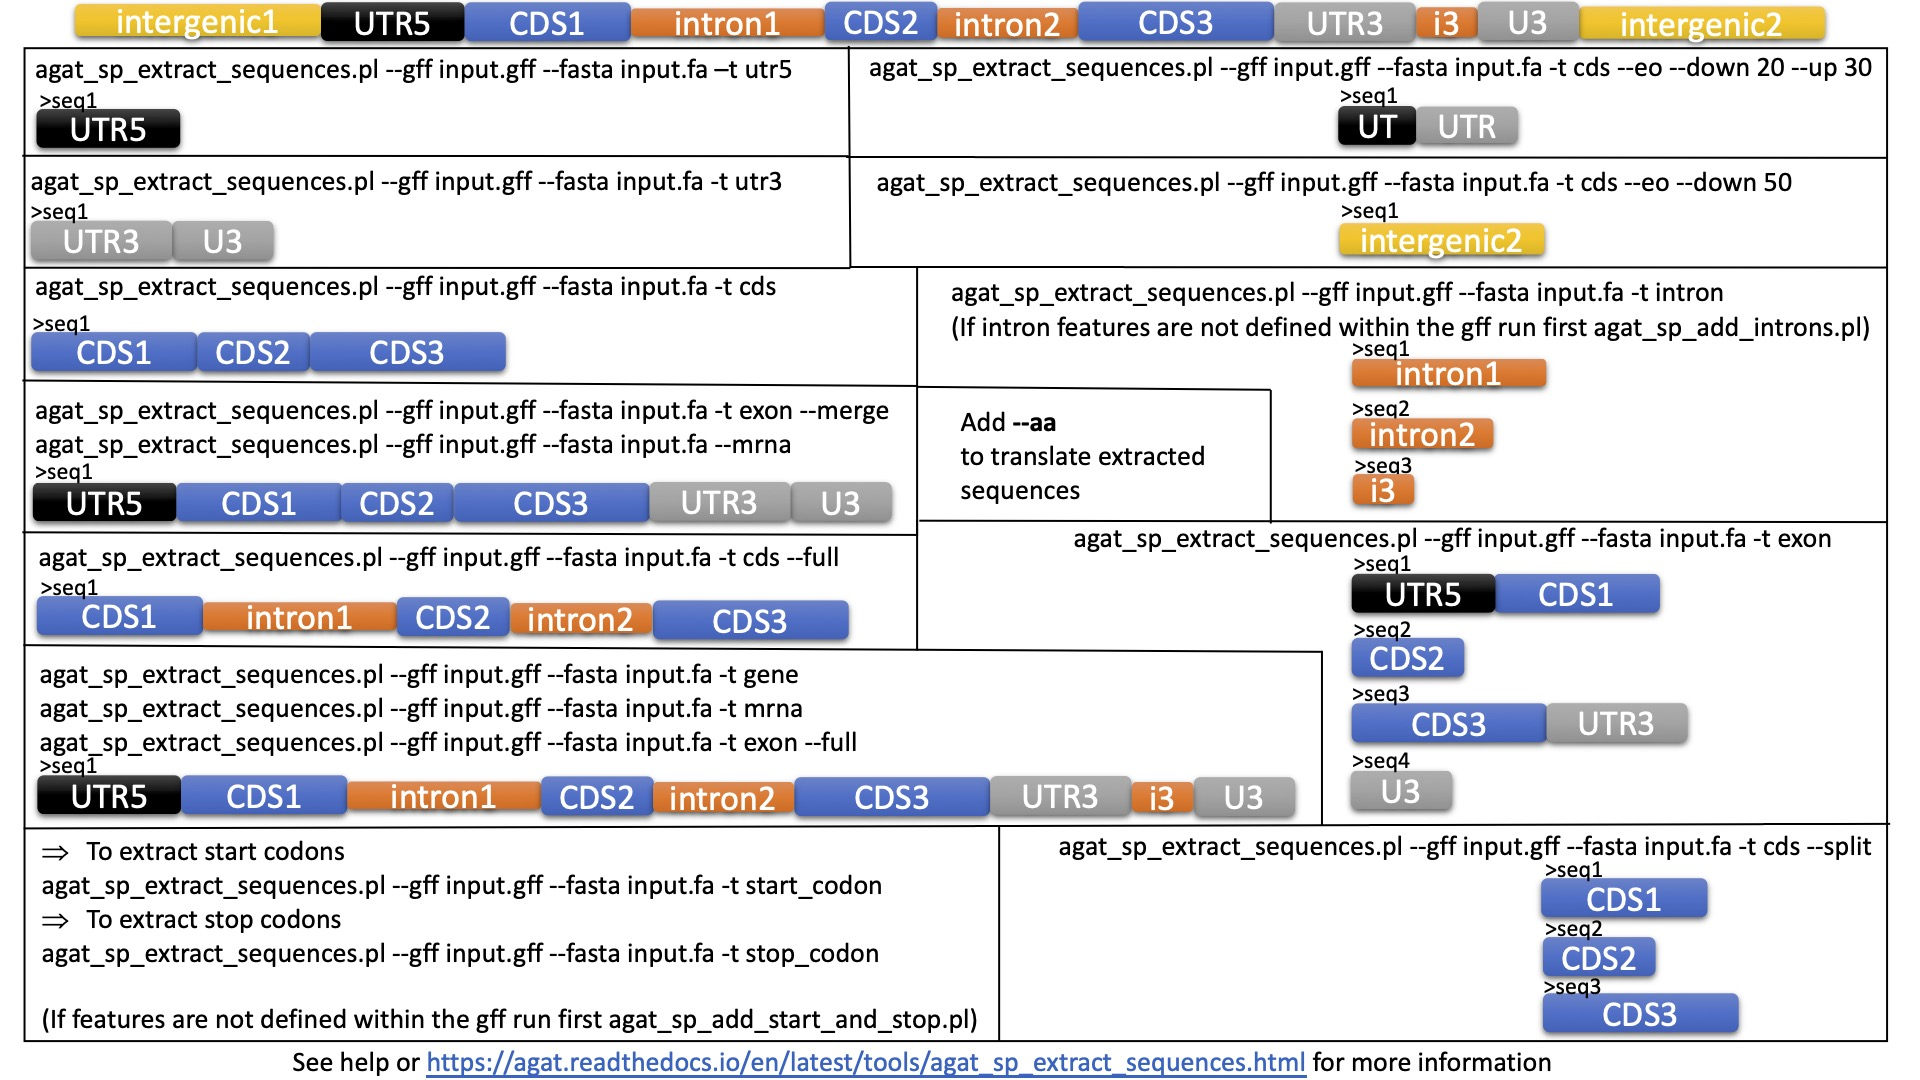 intergenic1 UTR5 CDS1 intron1 CDS2 intron2 CDS3 UTR3 i3 U3 intergenic2
agat_sp_extract_sequences.pl --gff input.gff --fasta input.fa –t utr5
>seq1
UTR5
agat_sp_extract_sequences.pl --gff input.gff --fasta input.fa -t cds --eo --down 20 --up 30
>seq1
UT UTR
agat_sp_extract_sequences.pl --gff input.gff --fasta input.fa -t utr3
>seq1
UTR3 U3
agat_sp_extract_sequences.pl --gff input.gff --fasta input.fa -t cds --eo --down 50
>seq1
intergenic2
agat_sp_extract_sequences.pl --gff input.gff --fasta input.fa -t cds
>seq1
CDS1 CDS2 CDS3
agat_sp_extract_sequences.pl --gff input.gff --fasta input.fa -t intron
(If intron features are not defined within the gff run first agat_sp_add_introns.pl)
>seq1
intron1
>seq2
intron2
>seq3
i3
agat_sp_extract_sequences.pl --gff input.gff --fasta input.fa -t exon --merge
agat_sp_extract_sequences.pl --gff input.gff --fasta input.fa --mrna
>seq1
UTR5 CDS1 CDS2 CDS3 UTR3 U3
Add --aa
to translate extracted
sequences
agat_sp_extract_sequences.pl --gff input.gff --fasta input.fa -t cds --full
>seq1
CDS1 intron1 CDS2 intron2 CDS3
agat_sp_extract_sequences.pl --gff input.gff --fasta input.fa -t exon
>seq1
UTR5 CDS1
>seq2
CDS2
>seq3
CDS3 UTR3
>seq4
U3
agat_sp_extract_sequences.pl --gff input.gff --fasta input.fa -t gene
agat_sp_extract_sequences.pl --gff input.gff --fasta input.fa -t mrna
agat_sp_extract_sequences.pl --gff input.gff --fasta input.fa -t exon --full
>seq1
UTR5 CDS1 intron1 CDS2 intron2 CDS3 UTR3 i3 U3
⇒ To extract start codons
agat_sp_extract_sequences.pl --gff input.gff --fasta input.fa -t start_codon
⇒ To extract stop codons
agat_sp_extract_sequences.pl --gff input.gff --fasta input.fa -t stop_codon
(If features are not defined within the gff run first agat_sp_add_start_and_stop.pl)
agat_sp_extract_sequences.pl --gff input.gff --fasta input.fa -t cds --split
>seq1
CDS1
>seq2
CDS2
>seq3
CDS3
See help or https://agat.readthedocs.io/en/latest/tools/agat_sp_extract_sequences.html for more information